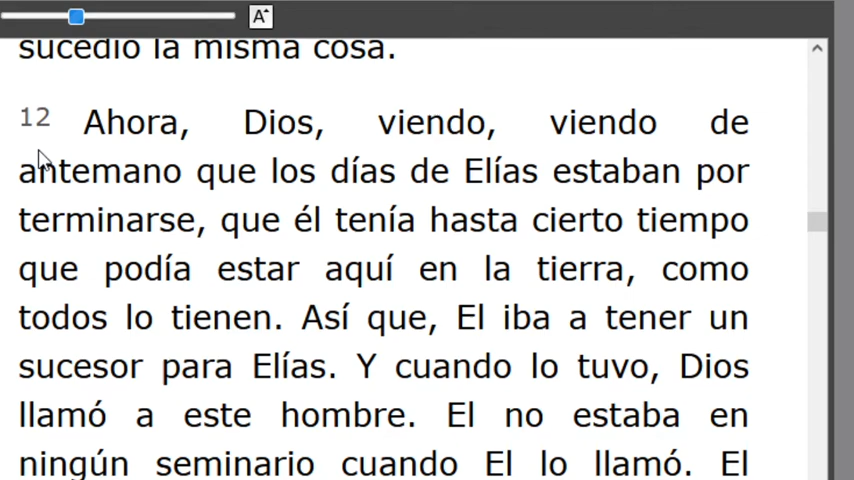 A
sucedió la misma cosa.
12 Ahora, Dios, viendo, viendo de
antemano que los días de Elías estaban por
terminarse, que él tenía hasta cierto tiempo
que podía estar aquí en la tierra, como
todos lo tienen. Así que, El iba a tener un
sucesor para Elías. Y cuando lo tuvo, Dios
llamó a este hombre. El no estaba en
ningún seminario cuando El lo llamó. El